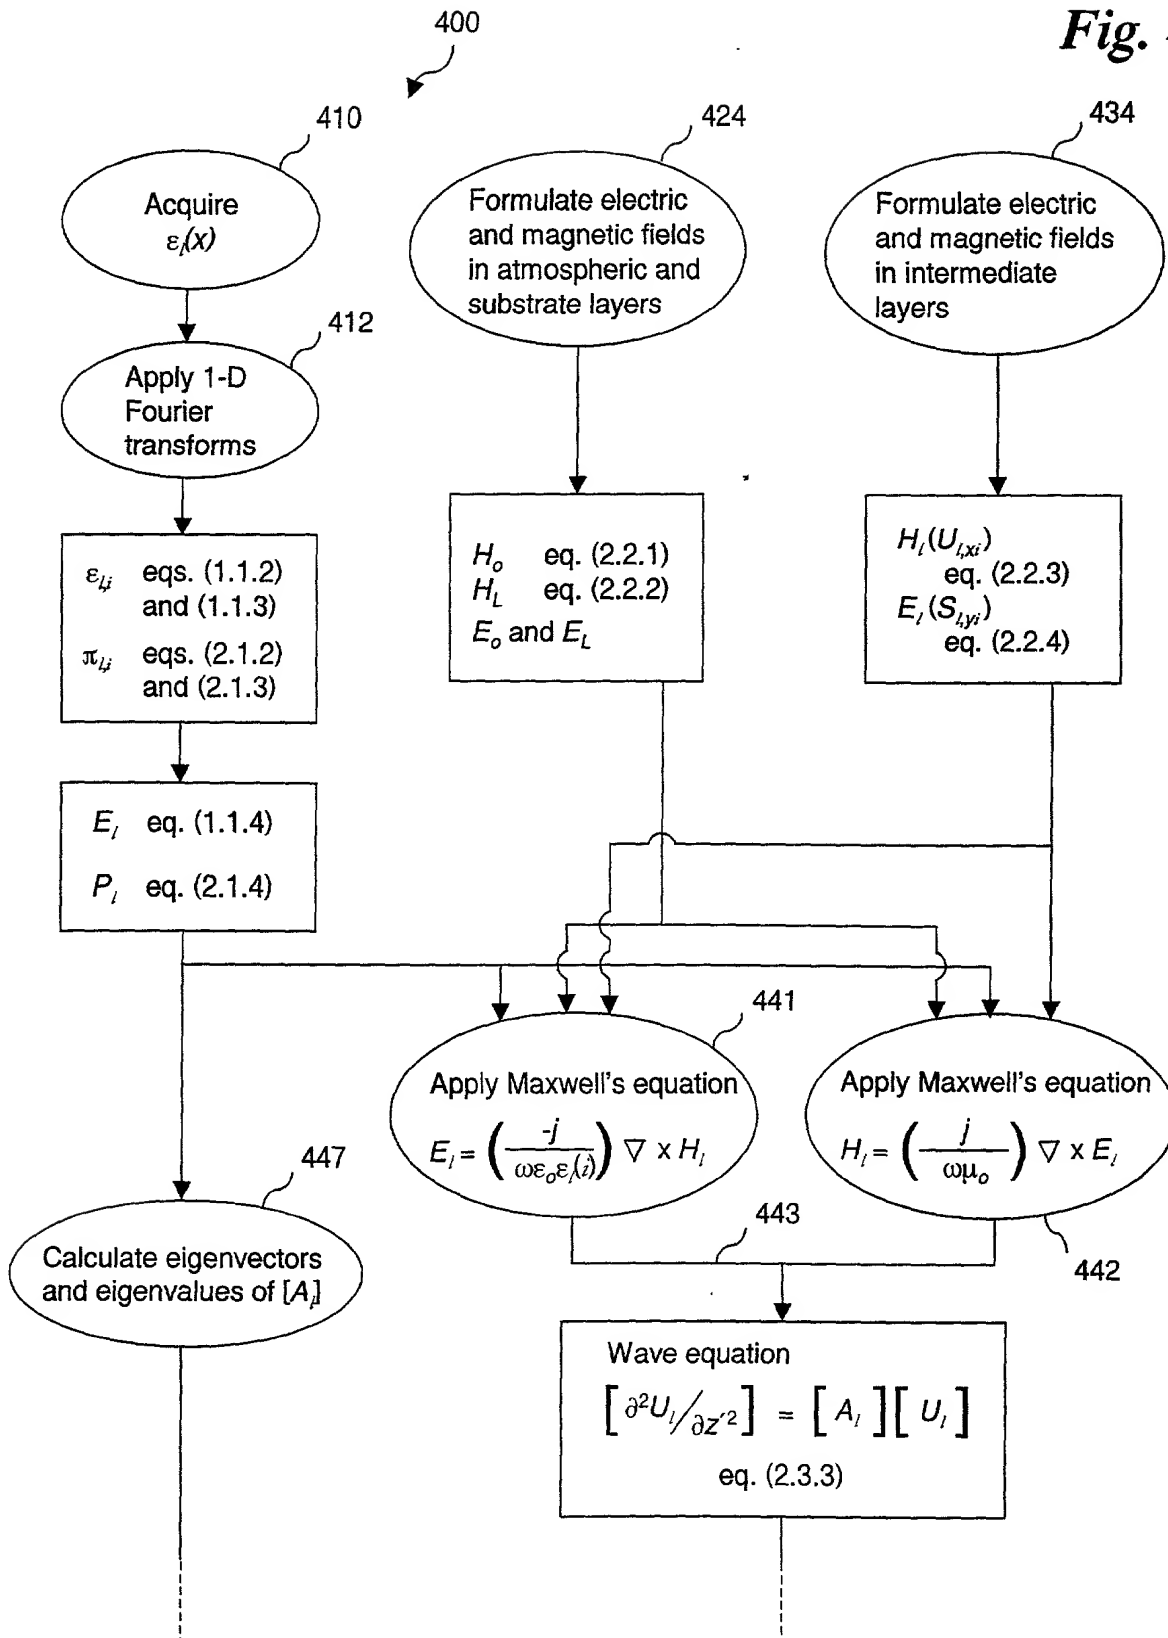 400
Fig.
410
Acquire
εl(x)
412
Apply 1-D
Fourier
transforms
εl,i eqs. (1.1.2)
and (1.1.3)
πl,i eqs. (2.1.2)
and (2.1.3)
El eq. (1.1.4)
Pl eq. (2.1.4)
424
Formulate electric
and magnetic fields
in atmospheric and
substrate layers
Ho eq. (2.2.1)
HL eq. (2.2.2)
Eo and EL
434
Formulate electric
and magnetic fields
in intermediate
layers
Hl(Ul,xi)
eq. (2.2.3)
El(Sl,yi)
eq. (2.2.4)
441
Apply Maxwell's equation
El = (-j / ωεoεl(i)) ∇ x Hl
Apply Maxwell's equation
Hl = (j / ωμo) ∇ x El
442
443
447
Calculate eigenvectors
and eigenvalues of [Al]
Wave equation
[∂²Ul/∂z'²] = [Al][Ul]
eq. (2.3.3)